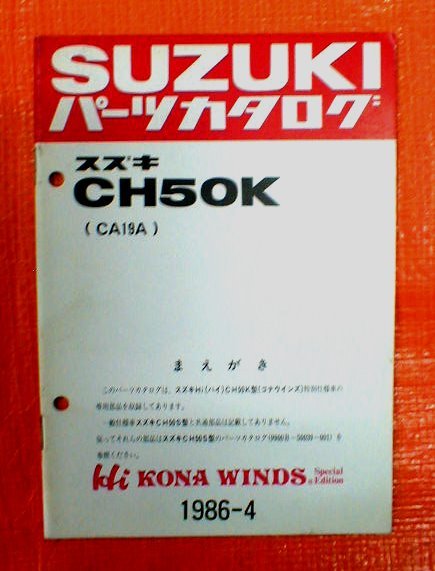 SUZUKI
パーツカタログ
スズキ
CH50K
(CA19A)
まえがき
このパーツカタログは、スズキHi(ハイ)CH50K型(コナウインズ)特別仕様車の
専用部品を収録してあります。
一般仕様車スズキCH50S型と共通部品は記載してありません。
従ってそれらの部品はスズキCH50S型のパーツカタログ
参照ください。
Hi KONA WINDS Special Edition
1986-4